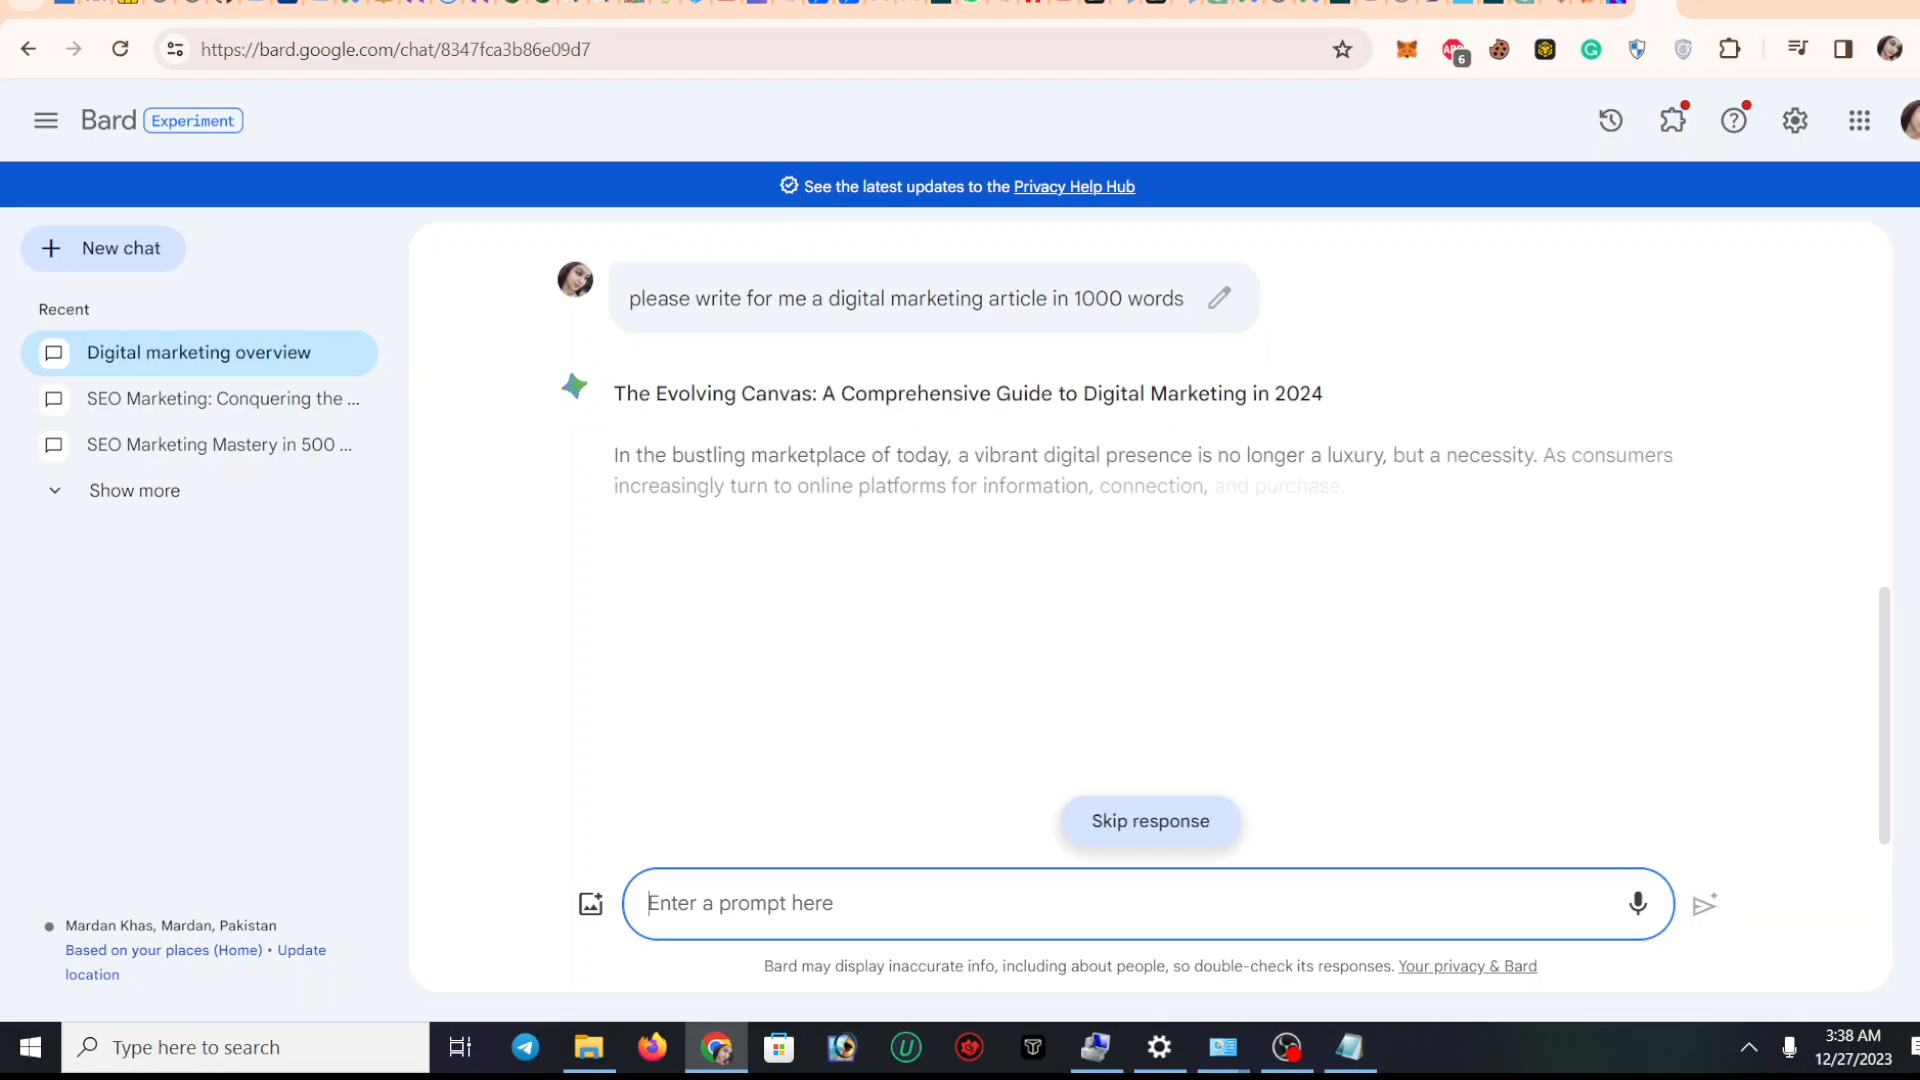 https://bard.google.com/chat/8347fca3b86e09d7
6
Bard Experiment
See the latest updates to the Privacy Help Hub
New chat
Recent
Digital marketing overview
SEO Marketing: Conquering the ...
SEO Marketing Mastery in 500 ...
Show more
please write for me a digital marketing article in 1000 words
The Evolving Canvas: A Comprehensive Guide to Digital Marketing in 2024
In the bustling marketplace of today, a vibrant digital presence is no longer a luxury, but a necessity. As consumers
increasingly turn to online platforms for information, connection, and purchase,
Skip response
Enter a prompt here
Bard may display inaccurate info, including about people, so double-check its responses. Your privacy & Bard
Mardan Khas, Mardan, Pakistan
Based on your places (Home) • Update
location
Type here to search
3:38 AM
12/27/2023